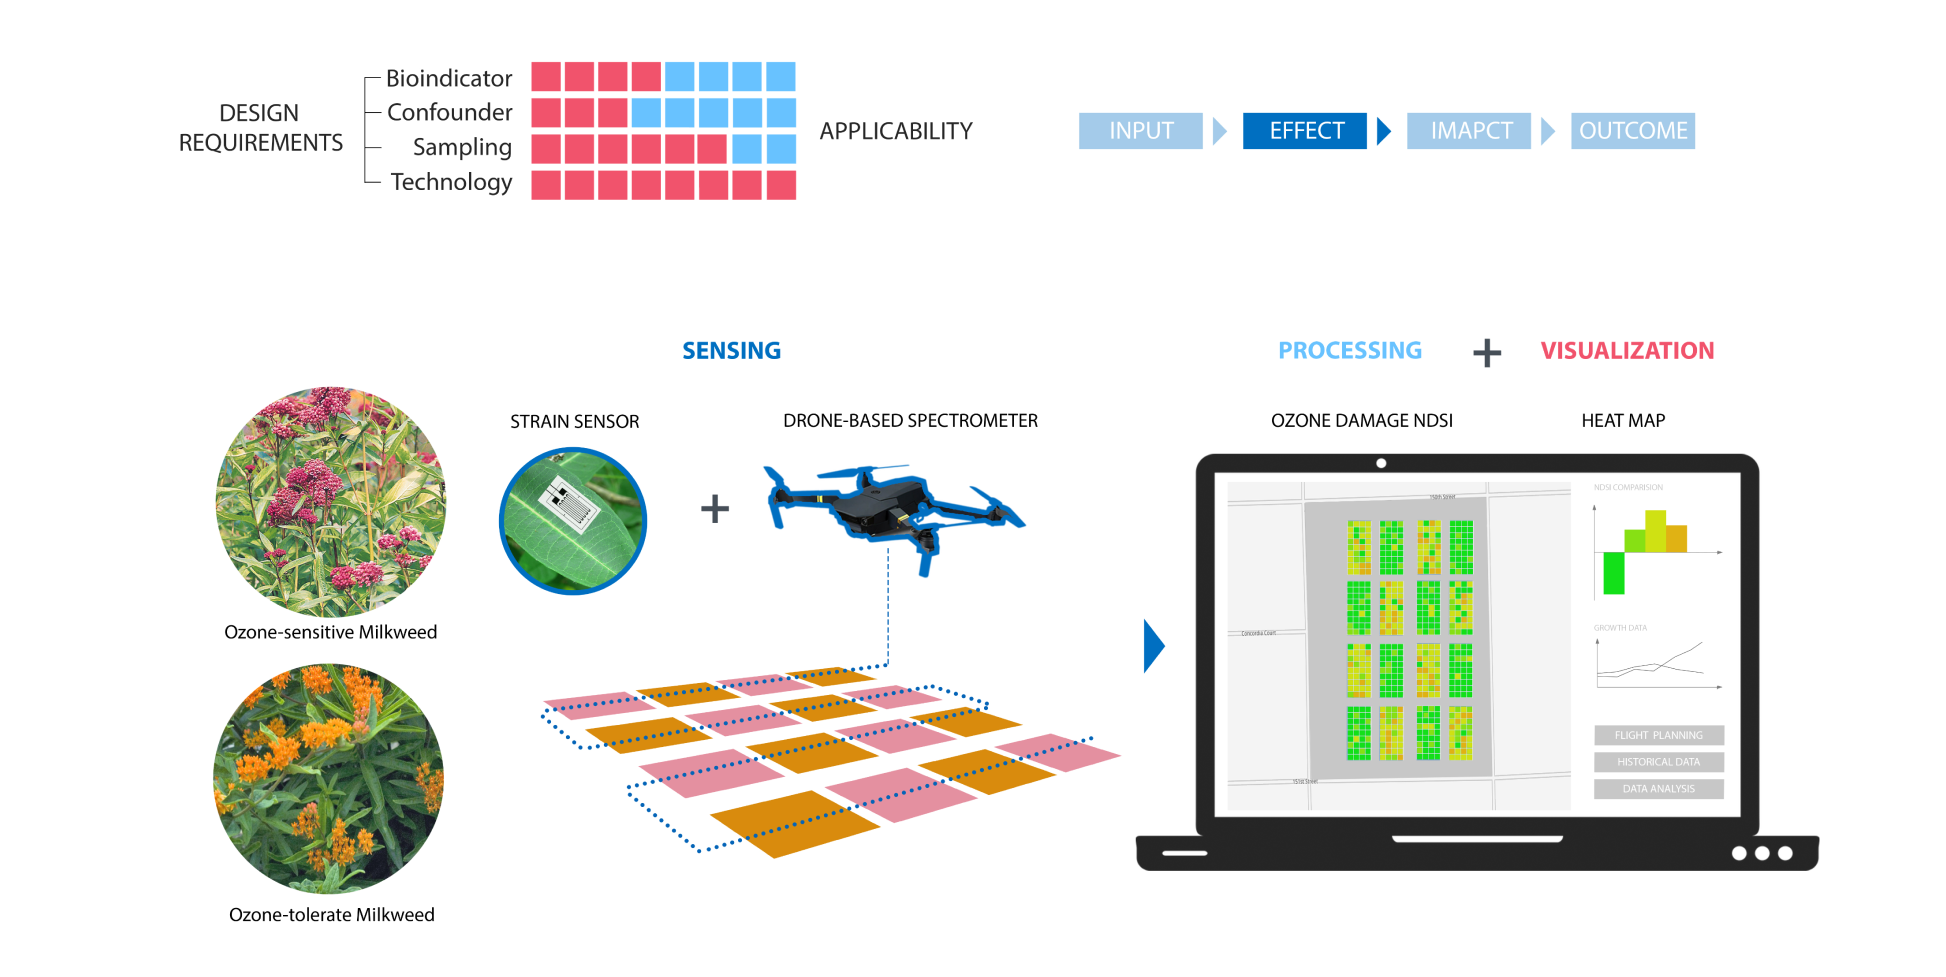 DESIGN
REQUIREMENTS
Bioindicator
Confounder
Sampling
Technology
APPLICABILITY
INPUT
EFFECT
IMAPCT
OUTCOME
SENSING
PROCESSING
+
VISUALIZATION
STRAIN SENSOR
+
DRONE-BASED SPECTROMETER
OZONE DAMAGE NDSI
HEAT MAP
Ozone-sensitive Milkweed
Ozone-tolerate Milkweed
Concordia Court
151st Street
NDSI COMPARISION
GROWTH DATA
FLIGHT PLANNING
HISTORICAL DATA
DATA ANALYSIS